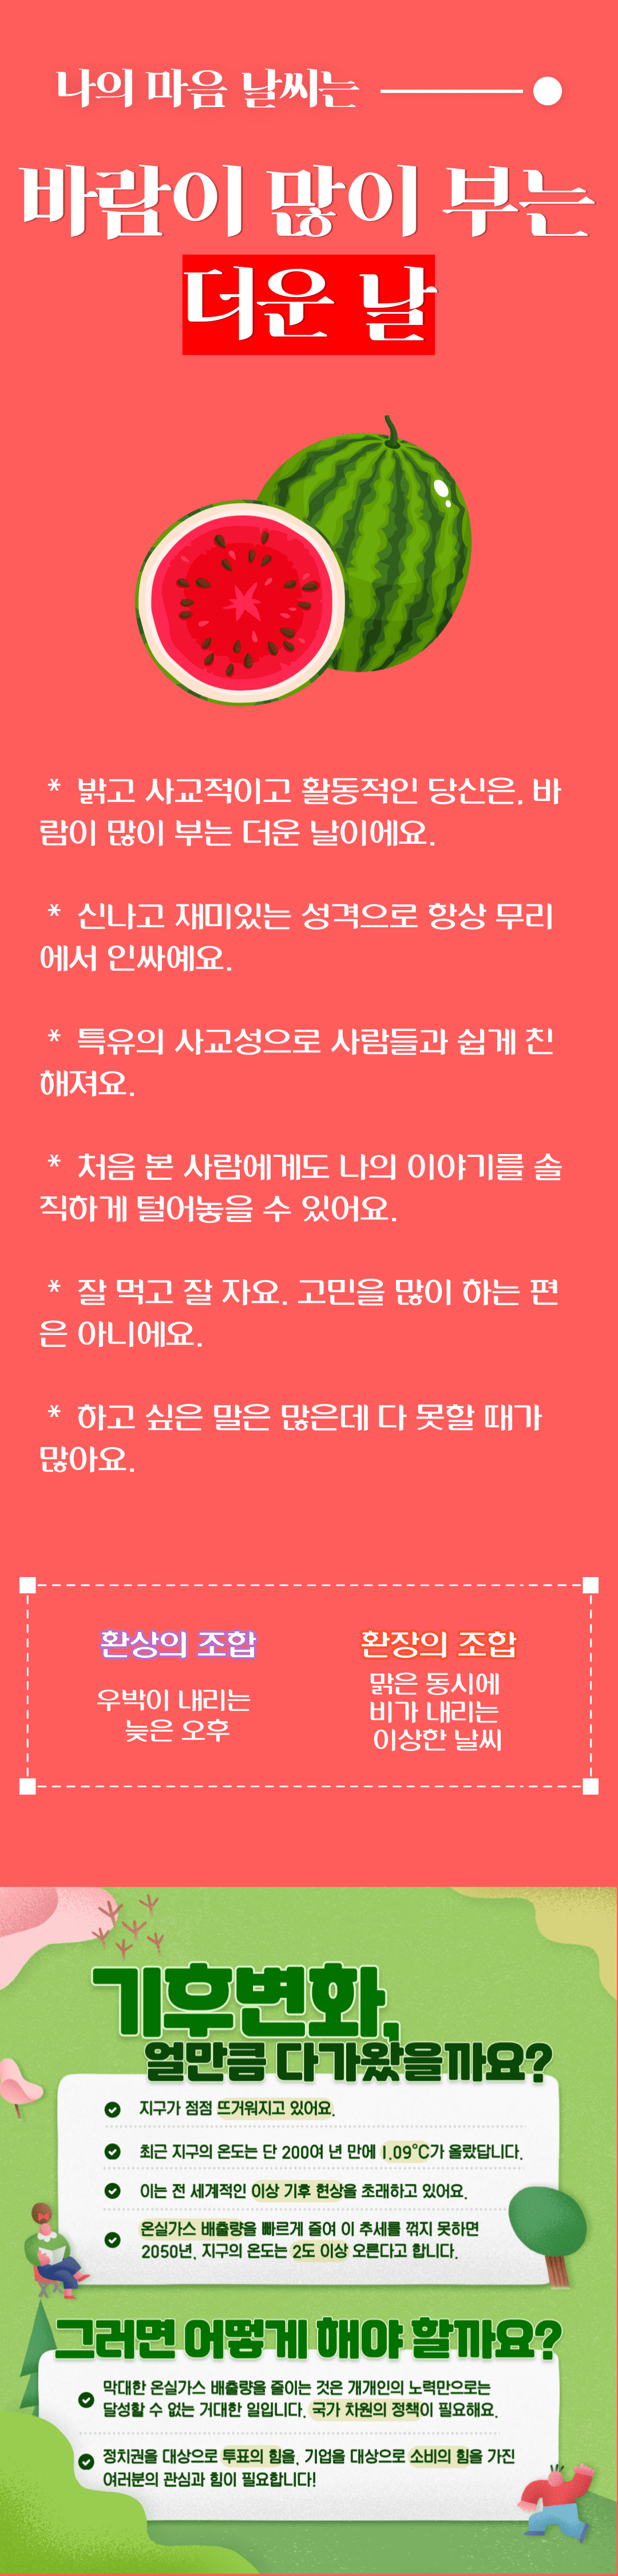 나의 마음 날씨는
바람이 많이 부는
더운 날
* 밝고 사교적이고 활동적인 당신은, 바
람이 많이 부는 더운 날이에요.
* 신나고 재미있는 성격으로 항상 무리
에서 인싸예요.
* 특유의 사교성으로 사람들과 쉽게 친
해져요.
* 처음 본 사람에게도 나의 이야기를 솔
직하게 털어놓을 수 있어요.
* 잘 먹고 잘 자요. 고민을 많이 하는 편
은 아니에요.
* 하고 싶은 말은 많은데 다 못할 때가
많아요.
환상의 조합
우박이 내리는
늦은 오후
환장의 조합
맑은 동시에
비가 내리는
이상한 날씨
기후변화,
얼만큼 다가왔을까요?
지구가 점점 뜨거워지고 있어요.
최근 지구의 온도는 단 200여 년 만에 1.09°C가 올랐답니다.
이는 전 세계적인 이상 기후 현상을 초래하고 있어요.
온실가스 배출량을 빠르게 줄여 이 추세를 꺾지 못하면
2050년, 지구의 온도는 2도 이상 오른다고 합니다.
그러면 어떻게 해야 할까요?
막대한 온실가스 배출량을 줄이는 것은 개개인의 노력만으로는
달성할 수 없는 거대한 일입니다. 국가 차원의 정책이 필요해요.
정치권을 대상으로 투표의 힘을, 기업을 대상으로 소비의 힘을 가진
여러분의 관심과 힘이 필요합니다!